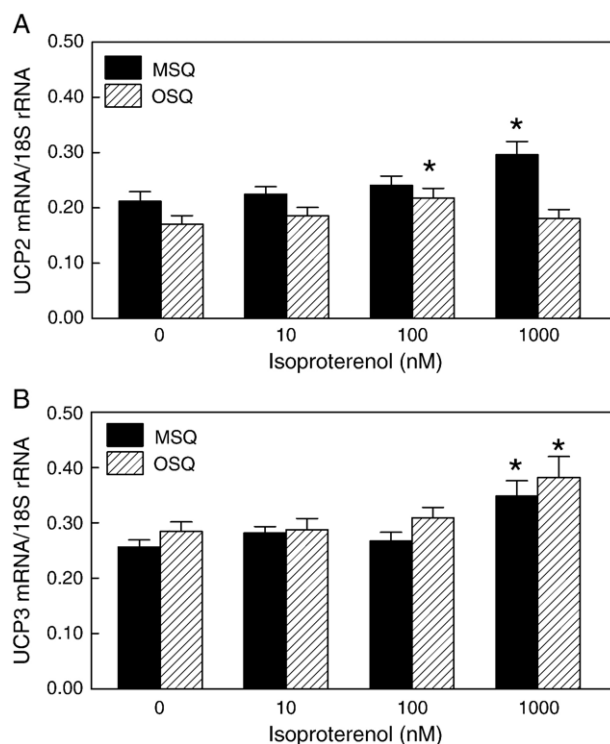 A
UCP2 mRNA/18S rRNA
0.50
0.40
0.30
0.20
0.10
0.00
MSQ
OSQ
*
*
0 10 100 1000
Isoproterenol (nM)
B
UCP3 mRNA/18S rRNA
0.50
0.40
0.30
0.20
0.10
0.00
MSQ
OSQ
* *
0 10 100 1000
Isoproterenol (nM)